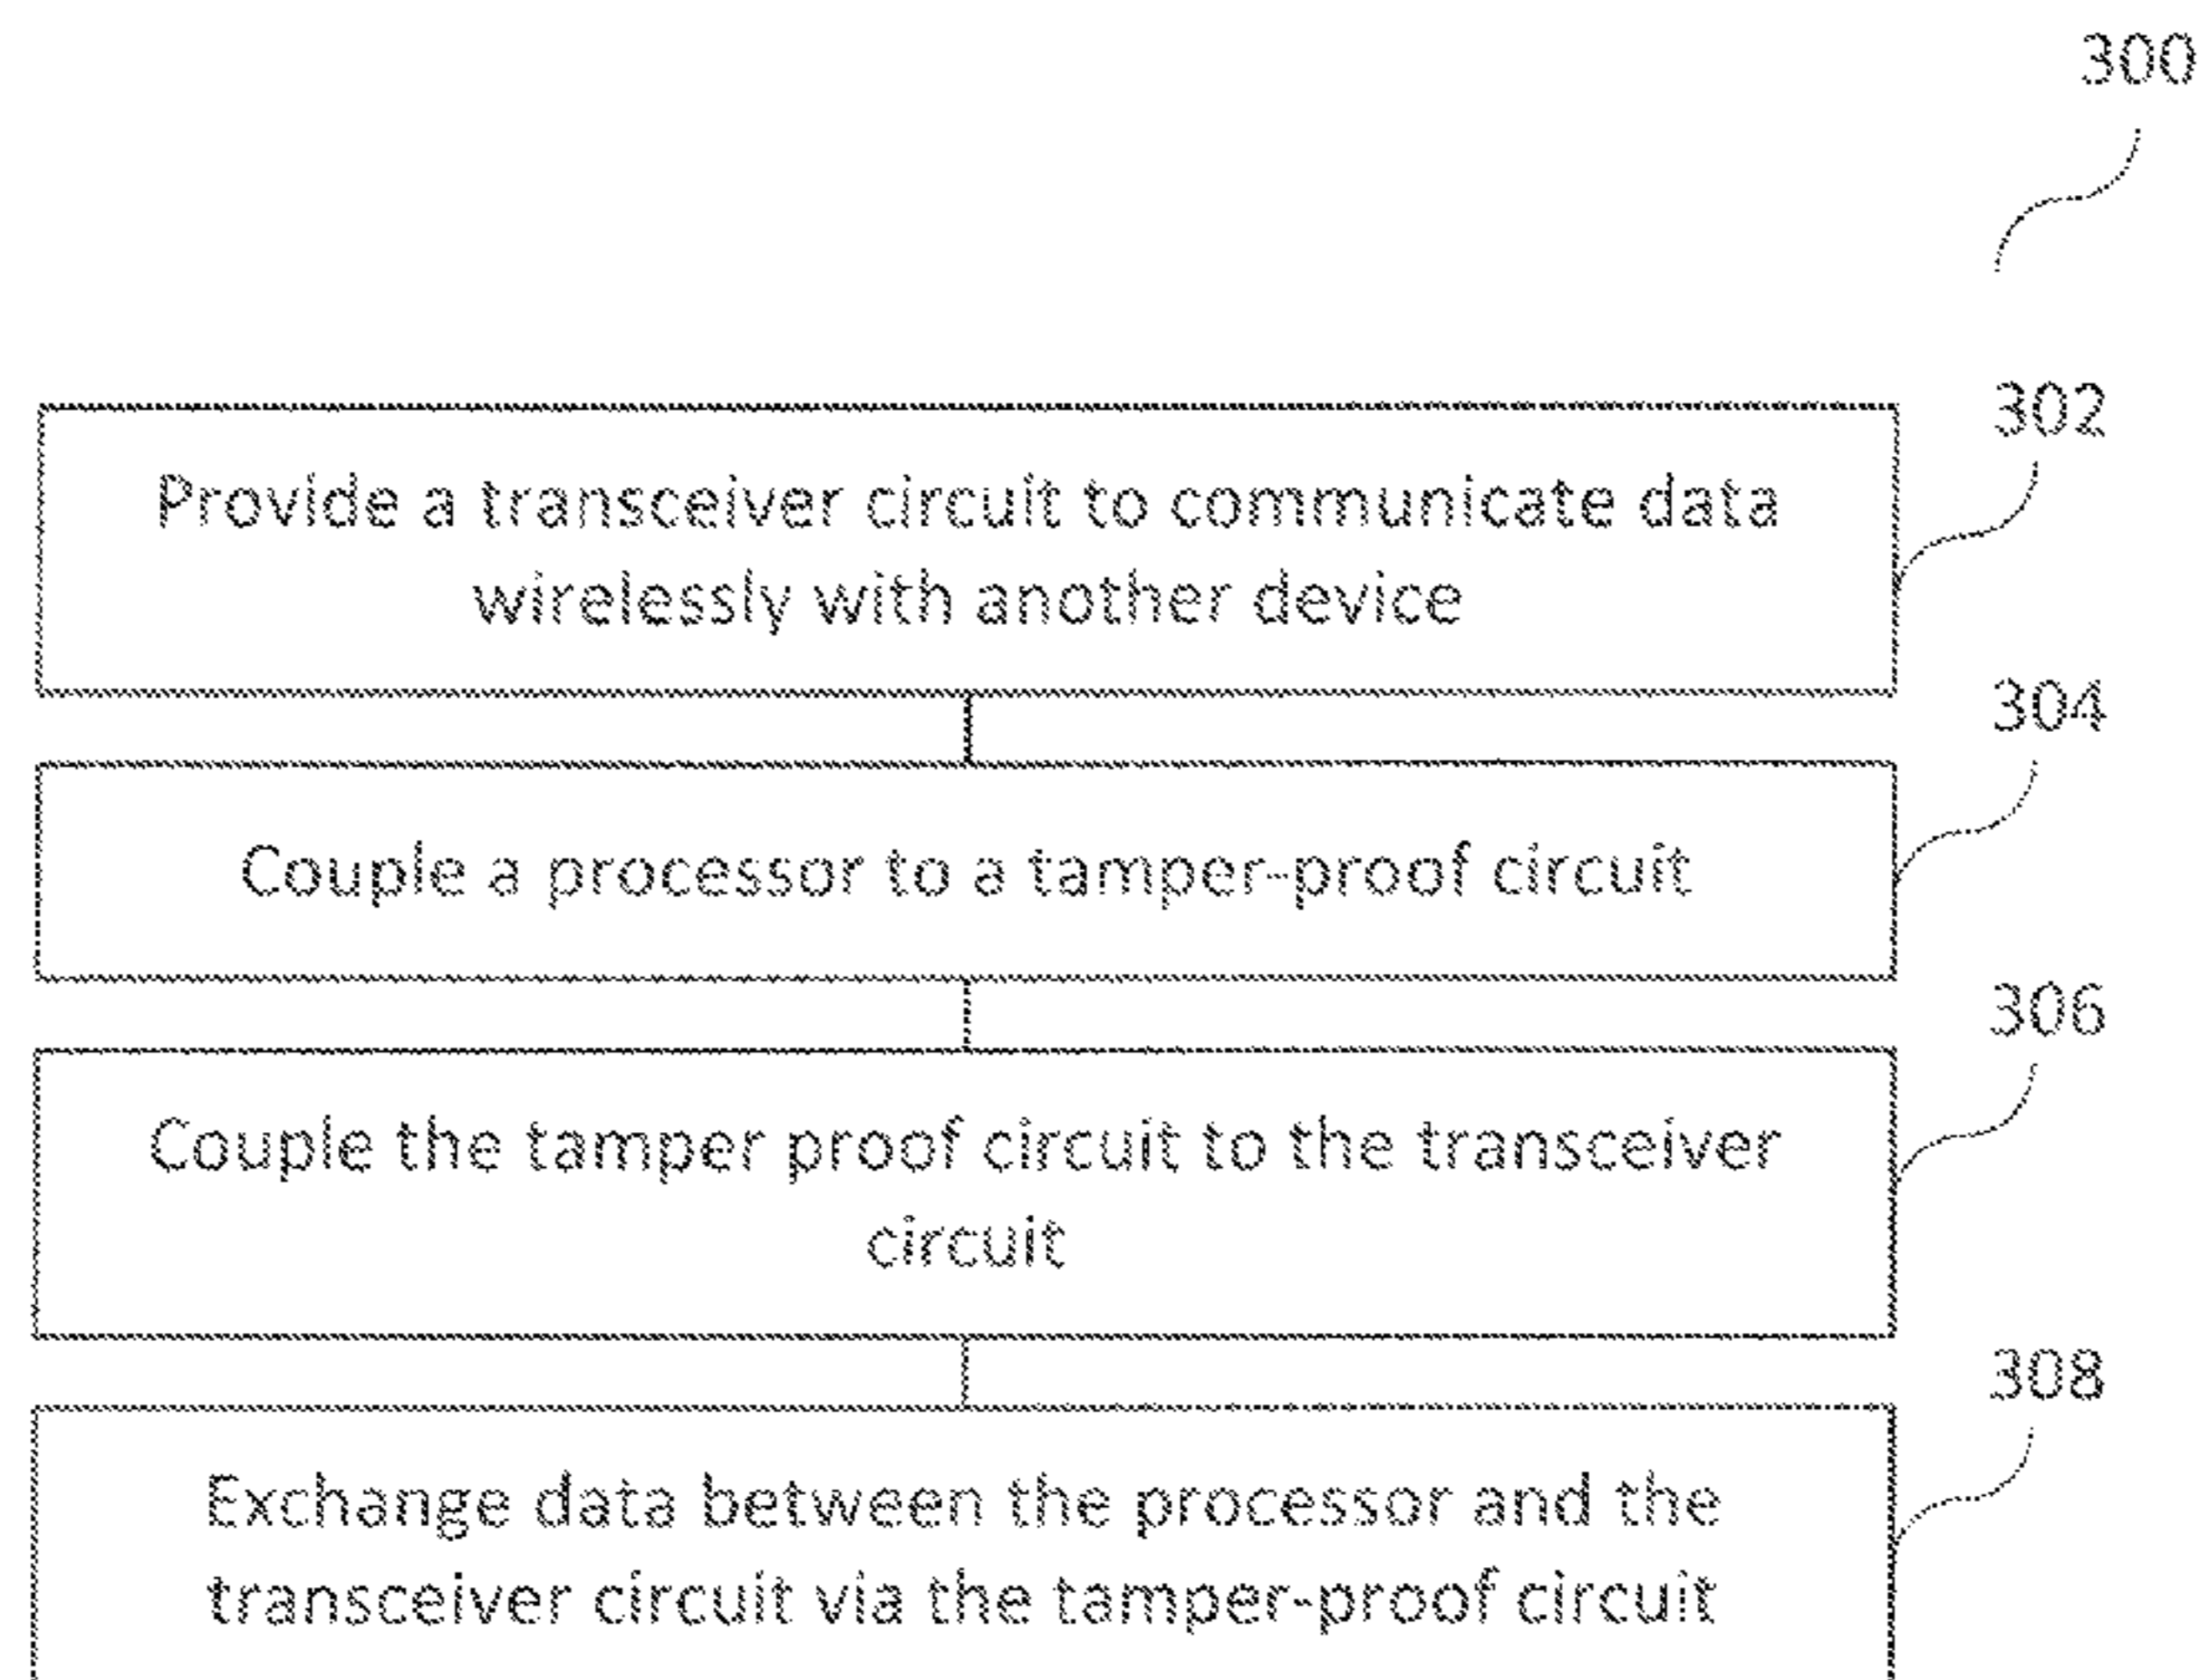 300
302
Provide a transceiver circuit to communicate data
wirelessly with another device
304
Couple a processor to a tamper-proof circuit
306
Couple the tamper proof circuit to the transceiver
circuit
308
Exchange data between the processor and the
transceiver circuit via the tamper-proof circuit